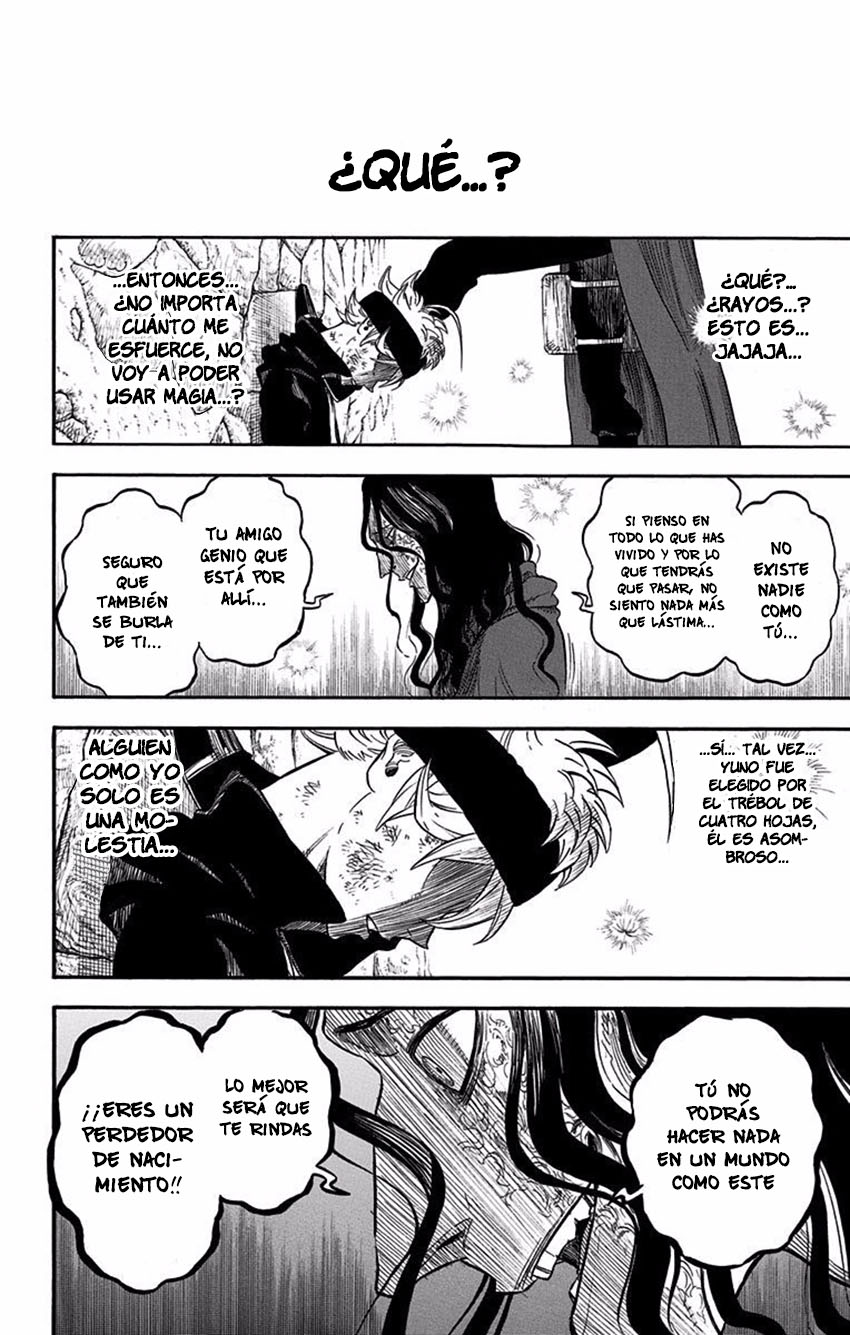 ¿QUÉ...?
¿QUÉ?...
¿RAYOS...?
ESTO ES...
JAJAJA...
...ENTONCES...
¿NO IMPORTA
CUÁNTO ME
ESFUERCE, NO
VOY A PODER
USAR MAGIA...?
NO
EXISTE
NADIE
COMO
TÚ...
SI PIENSO EN
TODO LO QUE HAS
VIVIDO Y POR LO
QUE TENDRÁS
QUE PASAR, NO
SIENTO NADA MÁS
QUE LÁSTIMA...
TU AMIGO
GENIO QUE
ESTÁ POR
ALLÍ...
SEGURO
QUE
TAMBIÉN
SE BURLA
DE TI...
...SÍ... TAL VEZ...
YUNO FUE
ELEGIDO POR
EL TRÉBOL DE
CUATRO HOJAS,
ÉL ES ASOM-
BROSO...
ALGUIEN
COMO YO
SOLO ES
UNA MO-
LESTIA...
TÚ NO
PODRÁS
HACER NADA
EN UN MUNDO
COMO ESTE
LO MEJOR
SERÁ QUE
TE RINDAS
¡¡ERES UN
PERDEDOR
DE NACI-
MIENTO!!